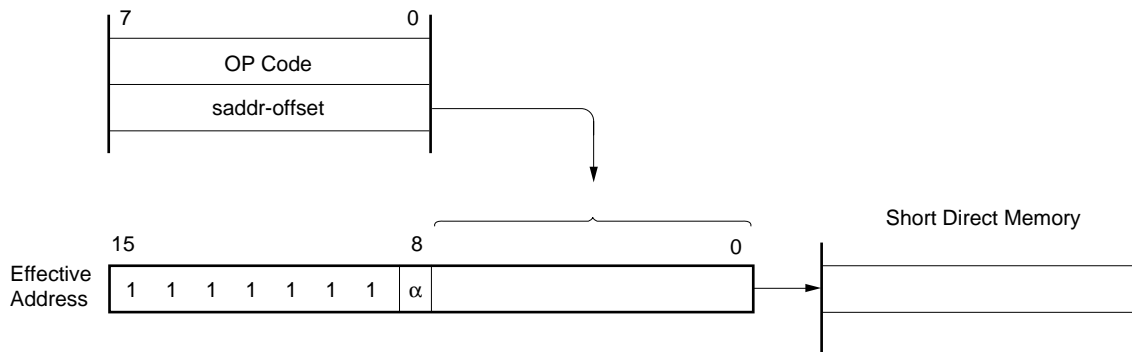 7 0
OP Code
saddr-offset
Short Direct Memory
15 8 0
Effective
Address
1 1 1 1 1 1 1 α